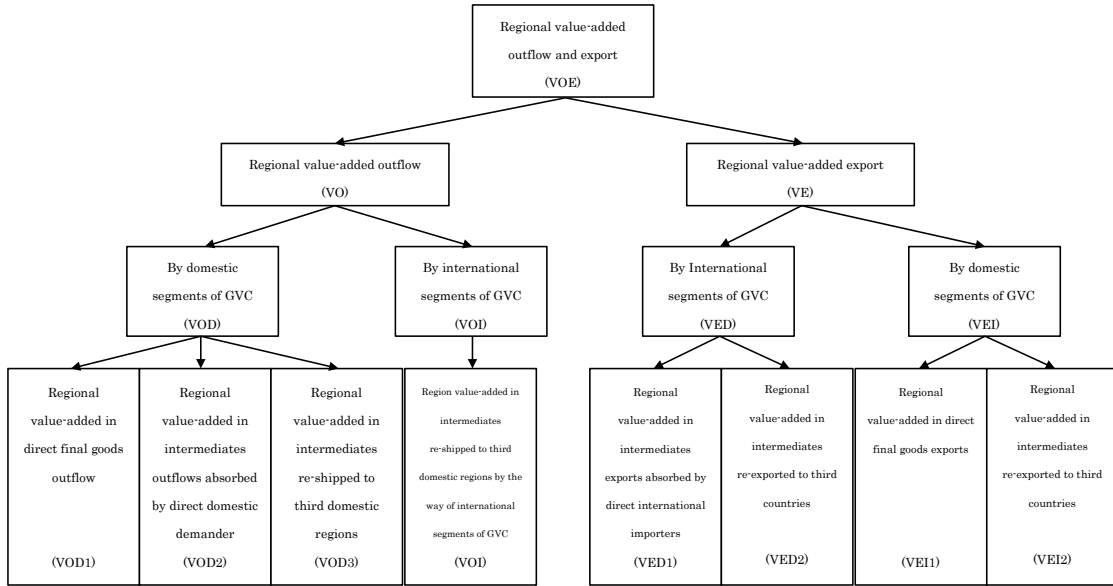 Regional value-added
outflow and export
(VOE)
Regional value-added outflow
(VO)
Regional value-added export
(VE)
By domestic
segments of GVC
(VOD)
By international
segments of GVC
(VOI)
By International
segments of GVC
(VED)
By domestic
segments of GVC
(VEI)
Regional
value-added in
direct final goods
outflow
(VOD1)
Regional
value-added in
intermediates
outflows absorbed
by direct domestic
demander
(VOD2)
Regional
value-added in
intermediates
re-shipped to
third domestic
regions
(VOD3)
Region value-added in
intermediates
re-shipped to third
domestic regions by the
way of international
segments of GVC
(VOI)
Regional
value-added in
intermediates
exports absorbed by
direct international
importers
(VED1)
Regional
value-added in
intermediates
re-exported to third
countries
(VED2)
Regional
value-added in direct
final goods exports
(VEI1)
Regional
value-added in
intermediates
re-exported to third
countries
(VEI2)